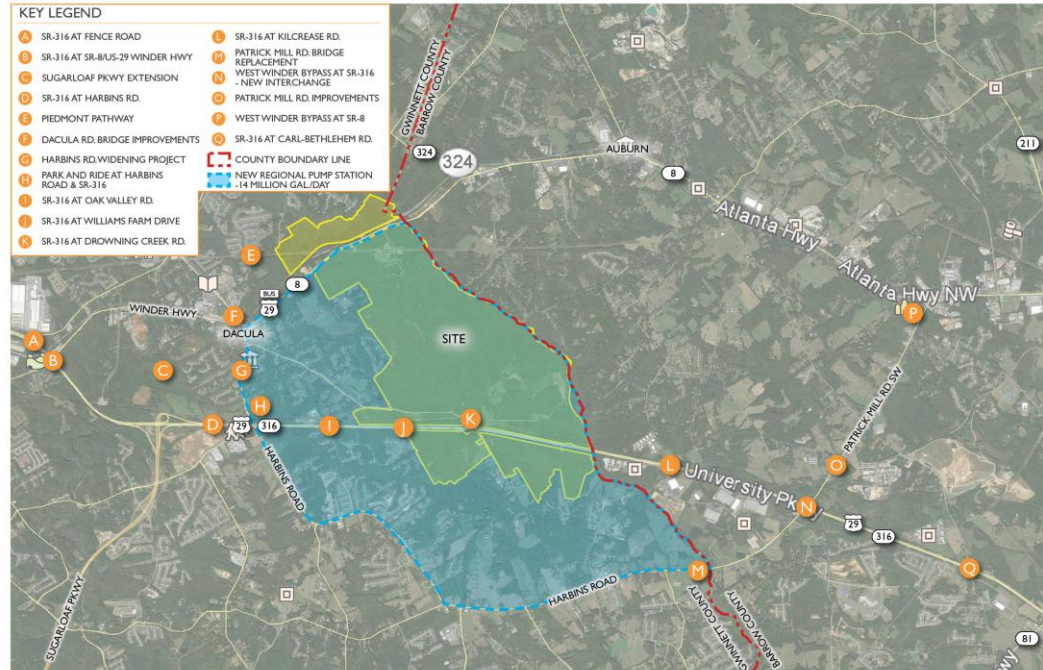 KEY LEGEND
A SR-316 AT FENCE ROAD
B SR-316 AT SR-8/US-29 WINDER HWY
C SUGARLOAF PKWY EXTENSION
D SR-316 AT HARBINS RD.
E PIEDMONT PATHWAY
F DACULA RD. BRIDGE IMPROVEMENTS
G HARBINS RD. WIDENING PROJECT
H PARK AND RIDE AT HARBINS
ROAD & SR-316
I SR-316 AT OAK VALLEY RD.
J SR-316 AT WILLIAMS FARM DRIVE
K SR-316 AT DROWNING CREEK RD.
L SR-316 AT KILCREASE RD.
M PATRICK MILL RD. BRIDGE
REPLACEMENT
N WEST WINDER BYPASS AT SR-316
- NEW INTERCHANGE
O PATRICK MILL RD. IMPROVEMENTS
P WEST WINDER BYPASS AT SR-8
Q SR-316 AT CARL-BETHLEHEM RD.
COUNTY BOUNDARY LINE
NEW REGIONAL PUMP STATION
-14 MILLION GAL/DAY
GWINNETT COUNTY
BARROW COUNTY
324
324
AUBURN
8
211
Atlanta Hwy
Atlanta Hwy NW
P
E
8
BUS
29
WINDER HWY
F
DACULA
A
B
C
G
SITE
PATRICK MILL RD. SW
H
D
29
316
I
J
K
L
O
University Pk
N
29
316
HARBINS ROAD
M
Q
HARBINS ROAD
GWINNETT COUNTY
BARROW COUNTY
SUGARLOAF PKWY
81